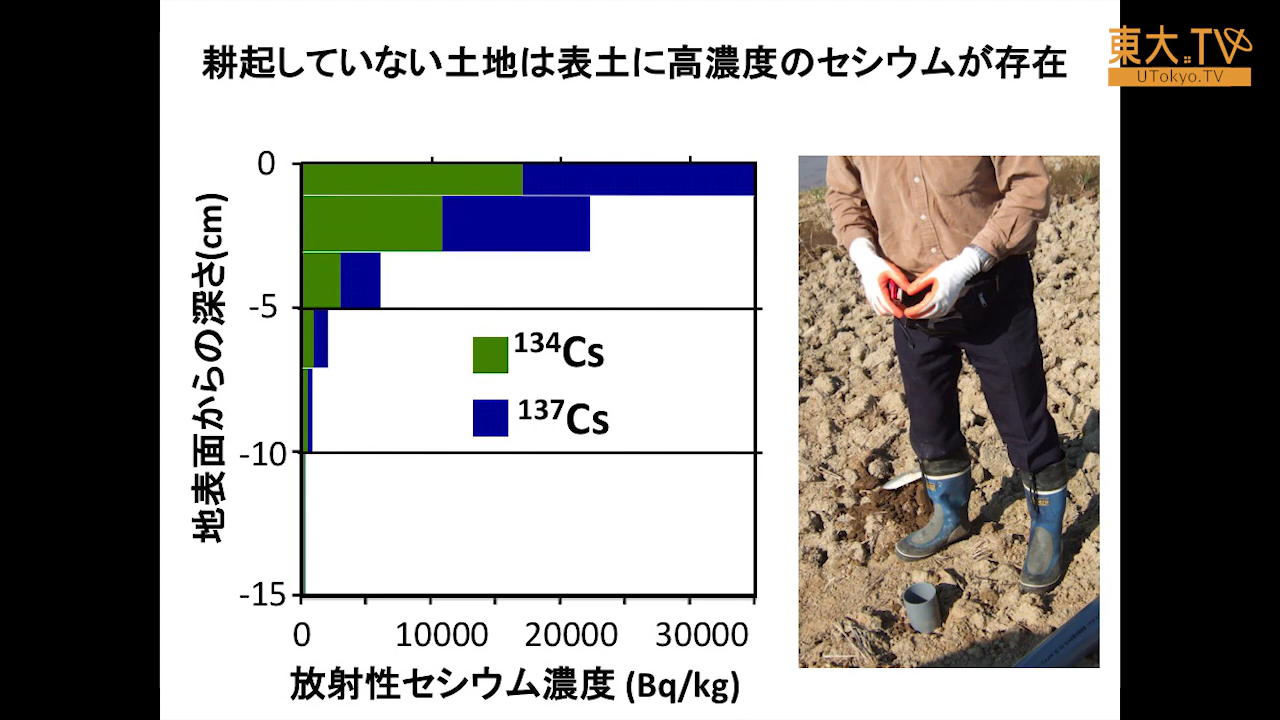 耕起していない土地は表土に高濃度のセシウムが存在
東大.TV
UTokyo.TV
地表面からの深さ(cm)
0
-5
-10
-15
134Cs
137Cs
0 10000 20000 30000
放射性セシウム濃度 (Bq/kg)